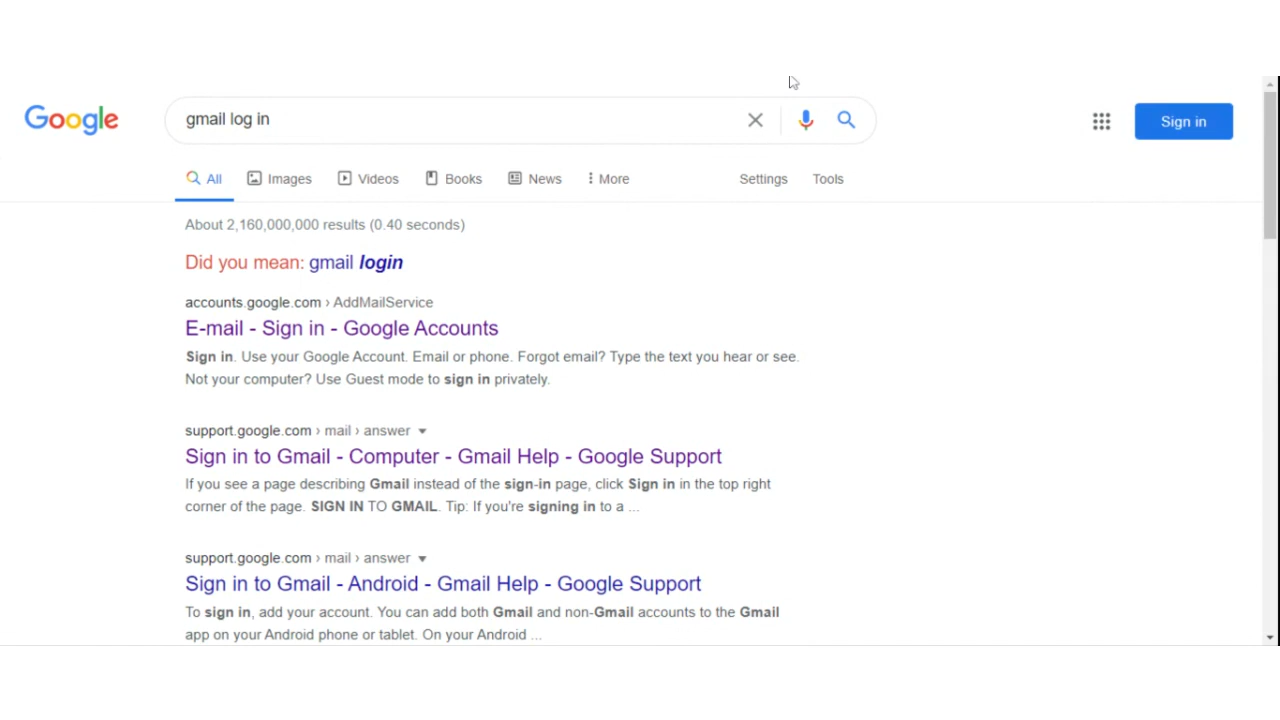 Google
gmail log in
Sign in
All Images Videos Books News More Settings Tools
About 2,160,000,000 results (0.40 seconds)
Did you mean: gmail login
accounts.google.com › AddMailService
E-mail - Sign in - Google Accounts
Sign in. Use your Google Account. Email or phone. Forgot email? Type the text you hear or see.
Not your computer? Use Guest mode to sign in privately.
support.google.com › mail › answer
Sign in to Gmail - Computer - Gmail Help - Google Support
If you see a page describing Gmail instead of the sign-in page, click Sign in in the top right
corner of the page. SIGN IN TO GMAIL. Tip: If you're signing in to a ...
support.google.com › mail › answer
Sign in to Gmail - Android - Gmail Help - Google Support
To sign in, add your account. You can add both Gmail and non-Gmail accounts to the Gmail
app on your Android phone or tablet. On your Android ...